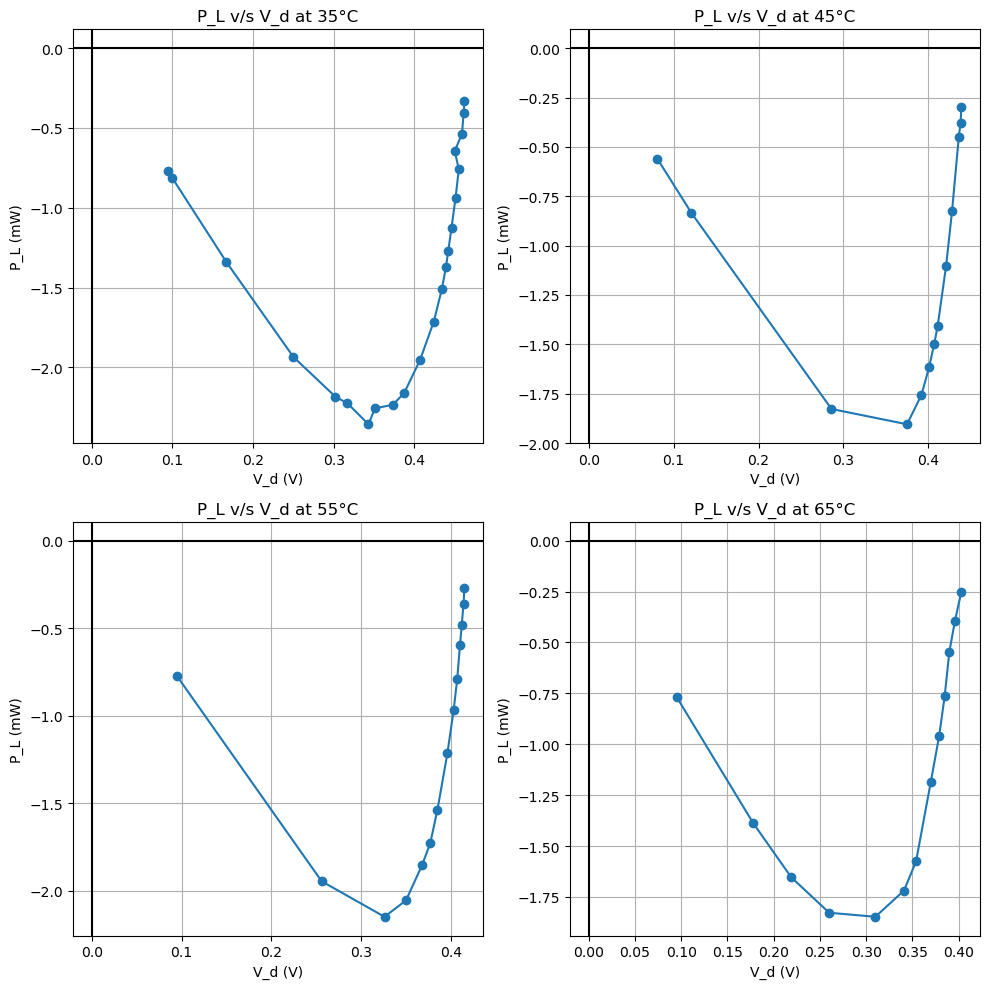 P_L v/s V_d at 35°C
P_L (mW)
0.0
−0.5
−1.0
−1.5
−2.0
0.0 0.1 0.2 0.3 0.4
V_d (V)
P_L v/s V_d at 45°C
P_L (mW)
0.00
−0.25
−0.50
−0.75
−1.00
−1.25
−1.50
−1.75
−2.00
0.0 0.1 0.2 0.3 0.4
V_d (V)
P_L v/s V_d at 55°C
P_L (mW)
0.0
−0.5
−1.0
−1.5
−2.0
0.0 0.1 0.2 0.3 0.4
V_d (V)
P_L v/s V_d at 65°C
P_L (mW)
0.00
−0.25
−0.50
−0.75
−1.00
−1.25
−1.50
−1.75
0.00 0.05 0.10 0.15 0.20 0.25 0.30 0.35 0.40
V_d (V)